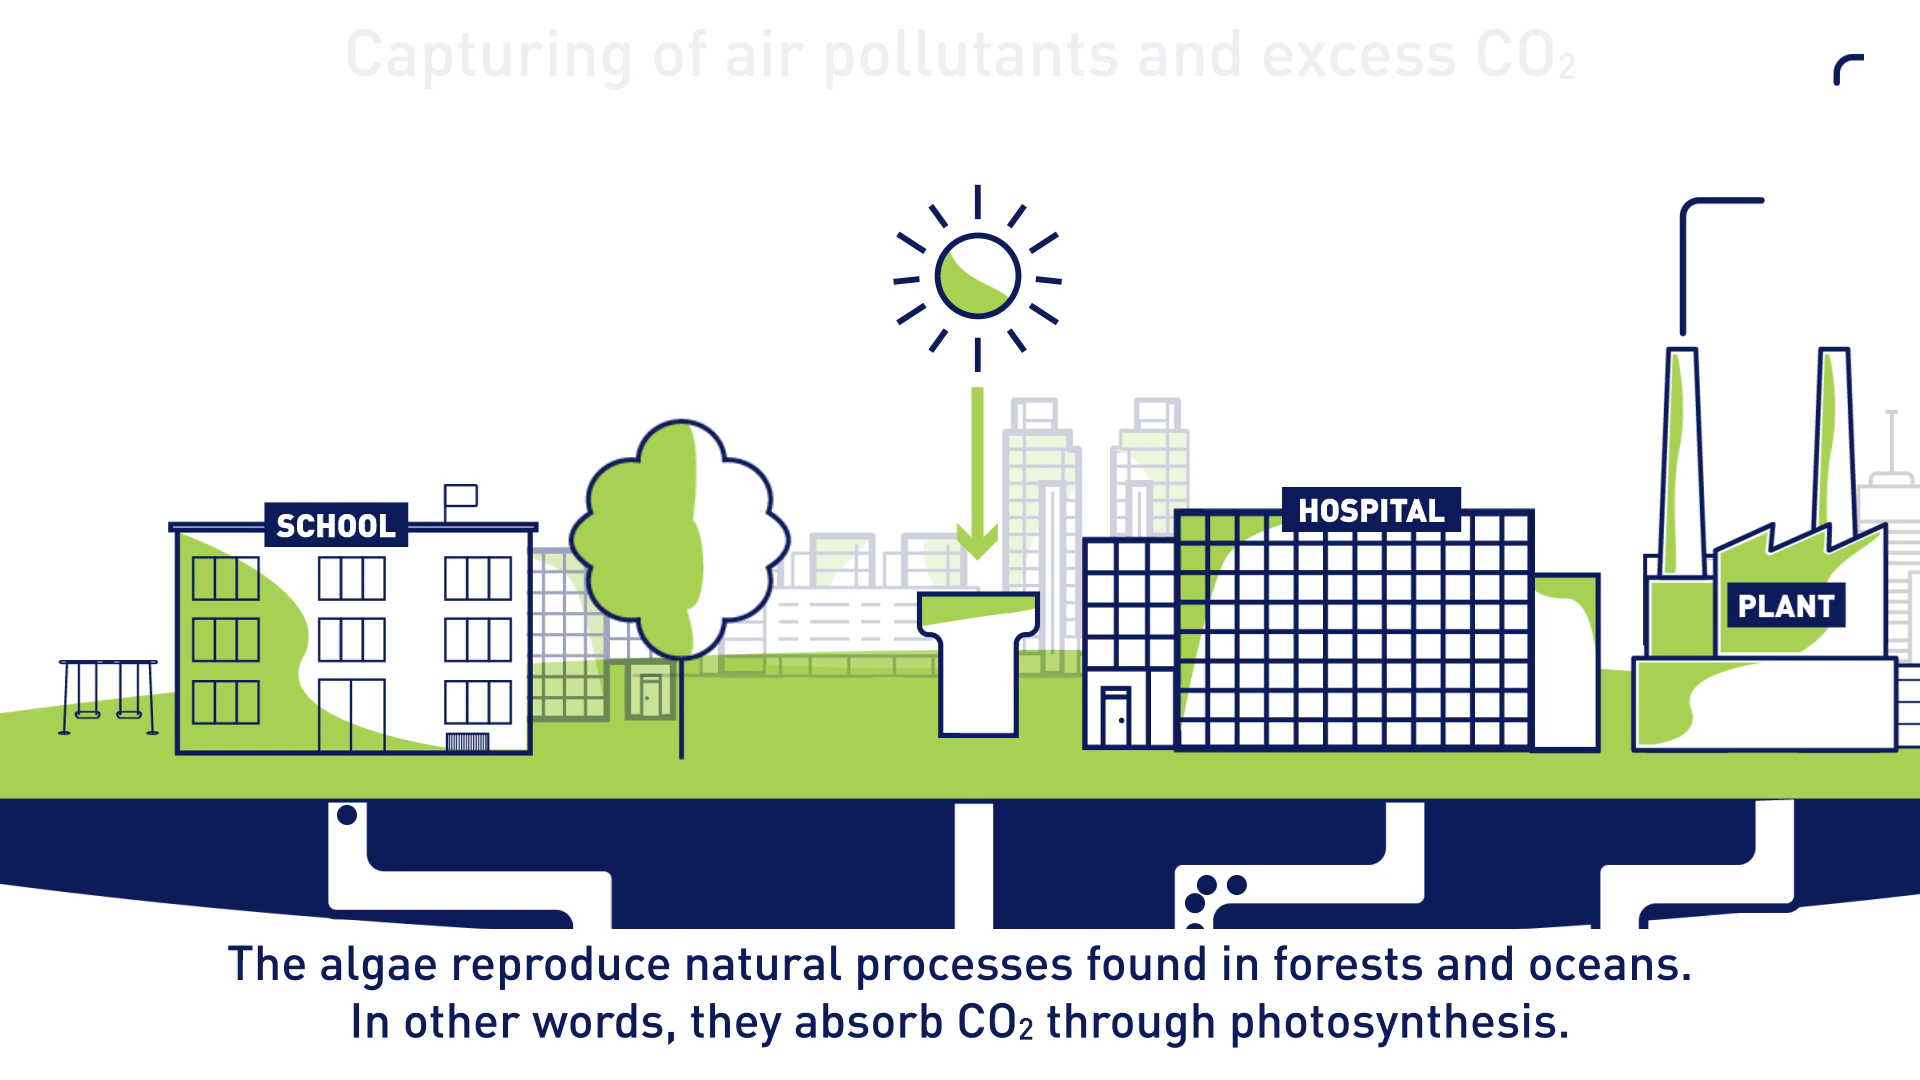 Capturing of air pollutants and excess CO₂
SCHOOL
HOSPITAL
PLANT
The algae reproduce natural processes found in forests and oceans.
In other words, they absorb CO₂ through photosynthesis.